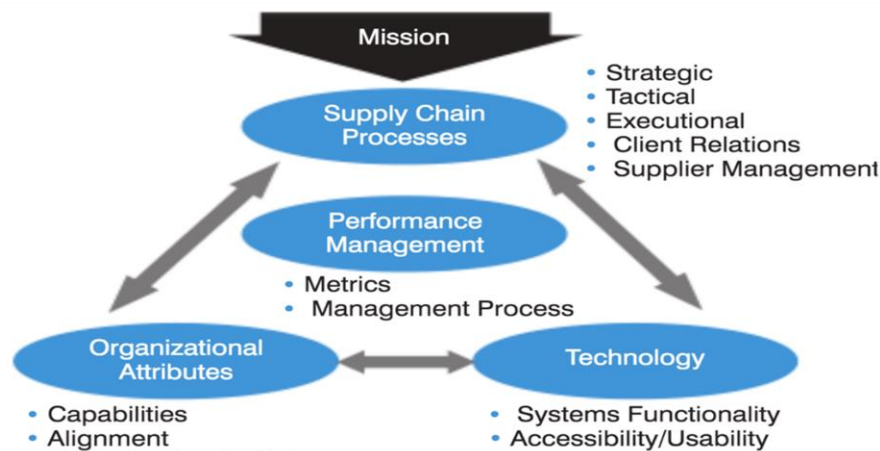 Mission
Supply Chain
Processes
• Strategic
• Tactical
• Executional
• Client Relations
• Supplier Management
Performance
Management
• Metrics
• Management Process
Organizational
Attributes
• Capabilities
• Alignment
Technology
• Systems Functionality
• Accessibility/Usability